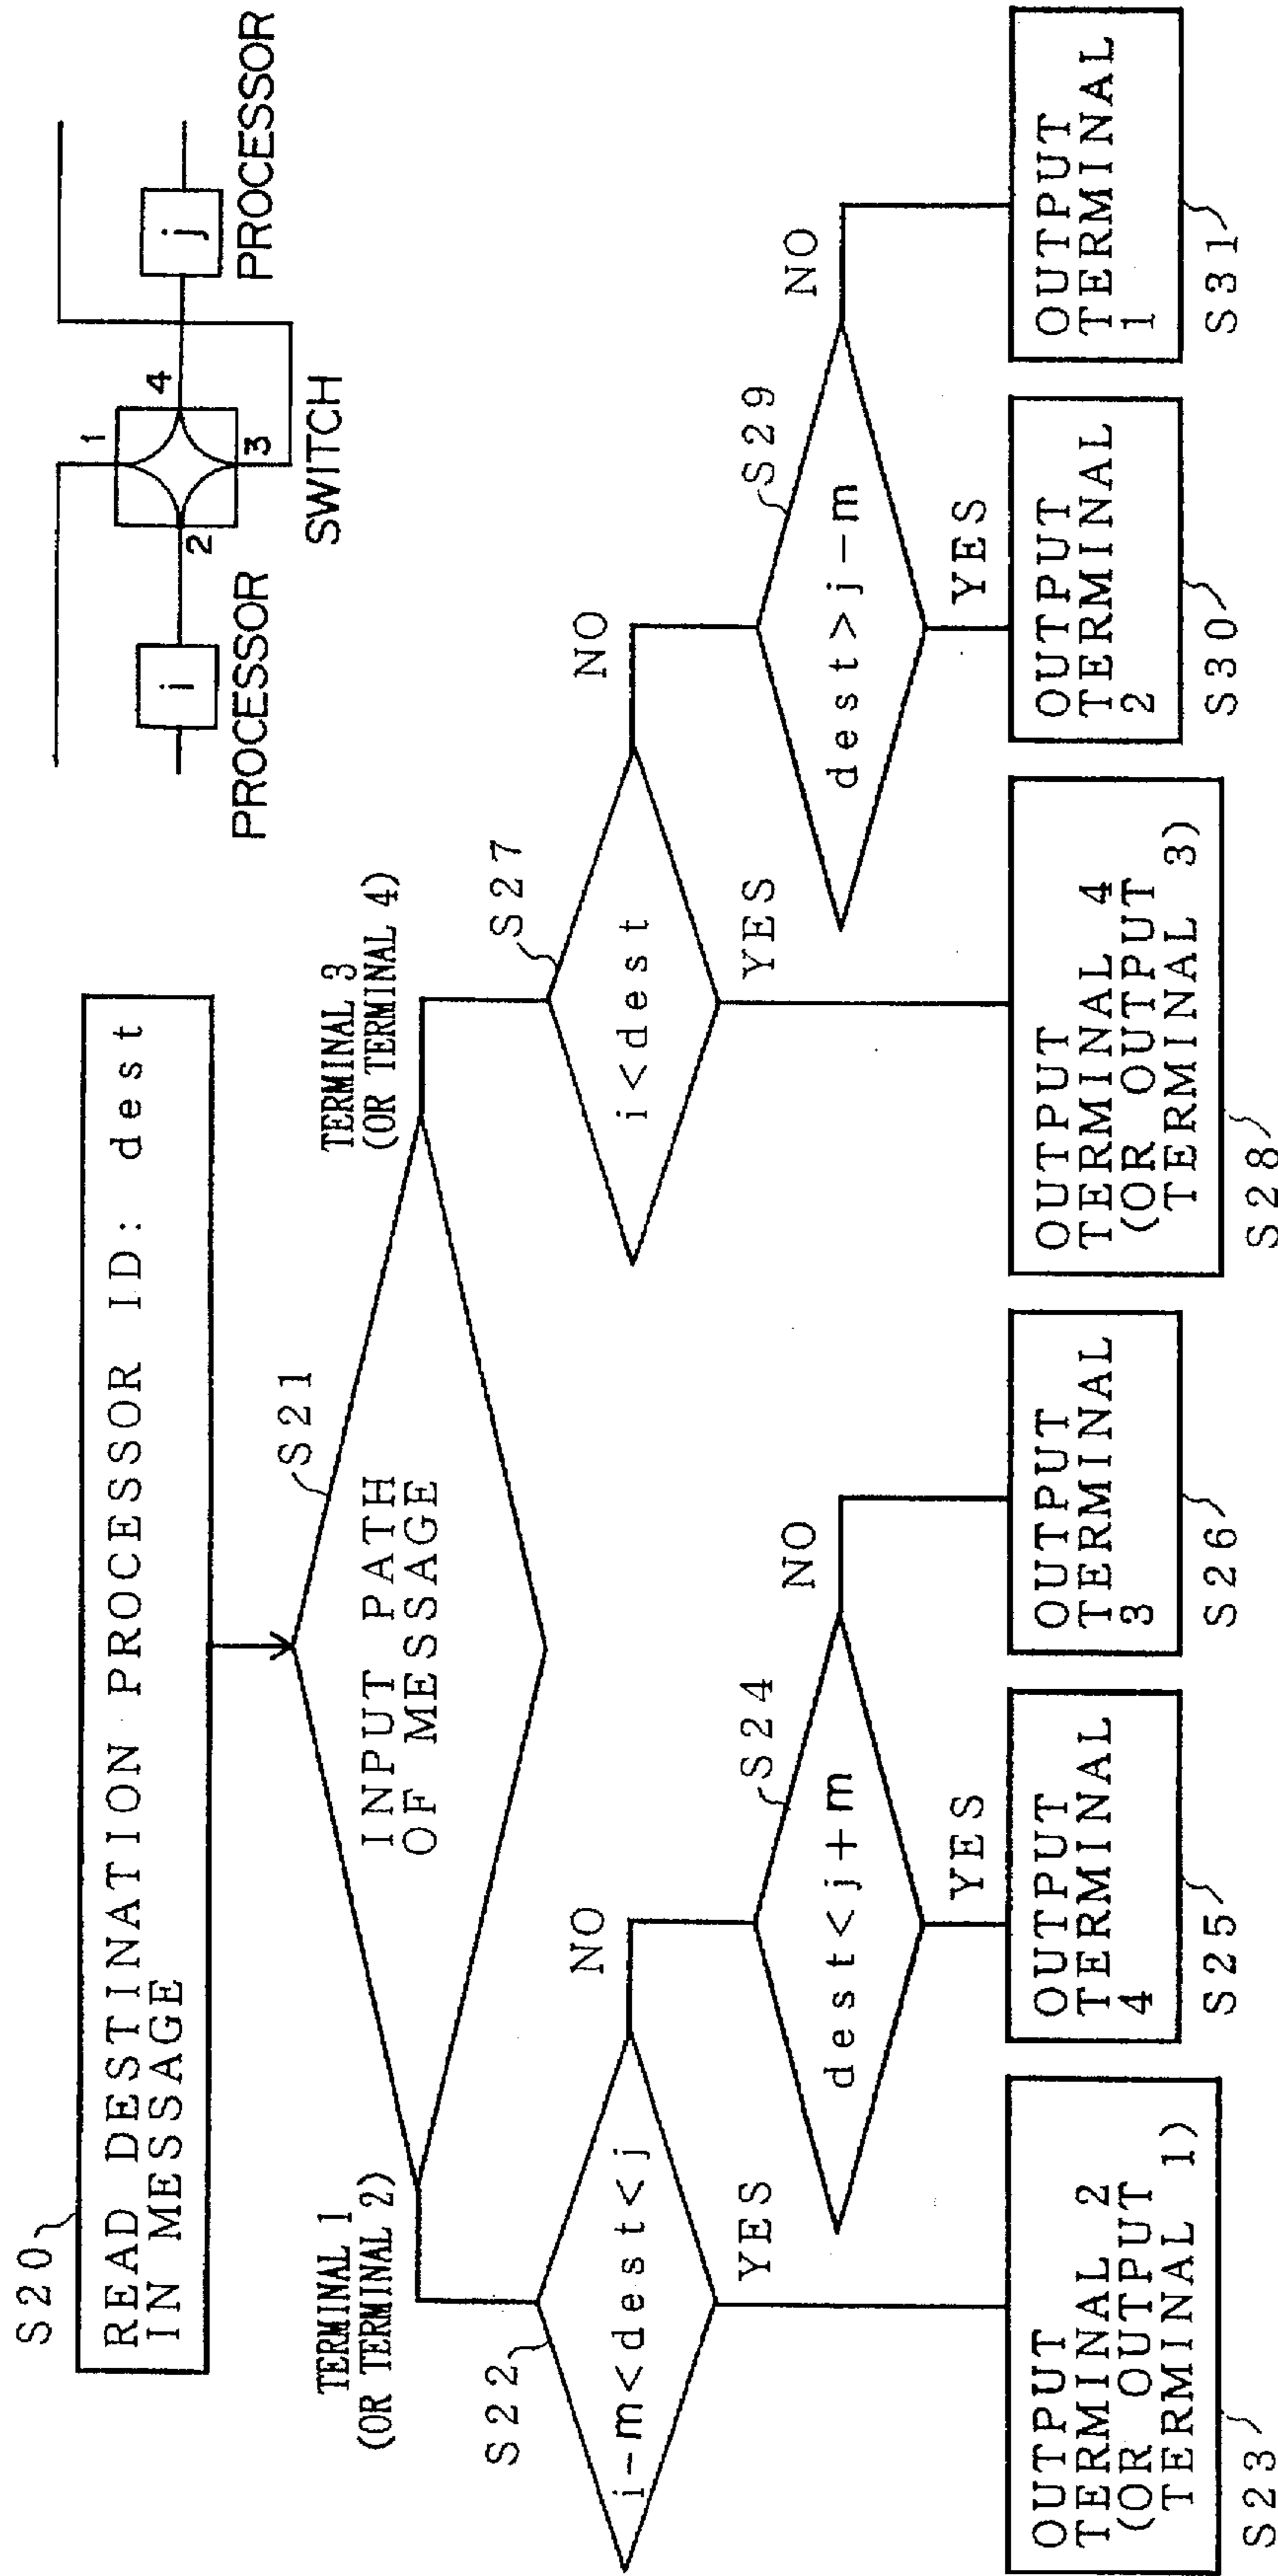 S20
READ DESTINATION PROCESSOR ID: dest
IN MESSAGE
1
2
4
3
i
j
PROCESSOR
PROCESSOR
SWITCH
S21
INPUT PATH
OF MESSAGE
TERMINAL 1
(OR TERMINAL 2)
TERMINAL 3
(OR TERMINAL 4)
S22
i-m<dest<j
NO
YES
S24
dest<j+m
NO
YES
S27
i<dest
NO
YES
S29
dest>j-m
NO
YES
OUTPUT
TERMINAL 2
(OR OUTPUT
TERMINAL 1)
S23
OUTPUT
TERMINAL
4
S25
OUTPUT
TERMINAL
3
S26
OUTPUT
TERMINAL 4
(OR OUTPUT
TERMINAL 3)
S28
OUTPUT
TERMINAL
2
S30
OUTPUT
TERMINAL
1
S31